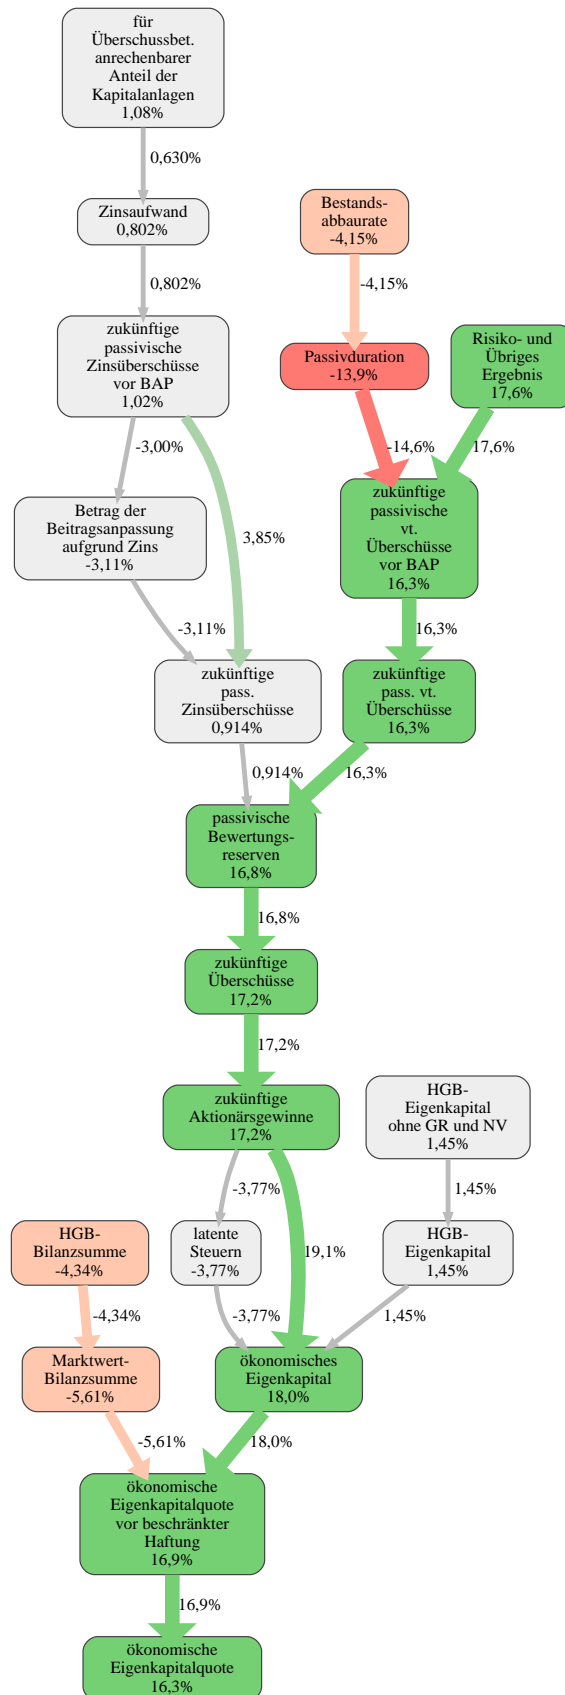 für
Überschussbet.
anrechenbarer
Anteil der
Kapitalanlagen
1,08%
0,630%
Zinsaufwand
0,802%
Bestands-
abbaurate
-4,15%
0,802%
-4,15%
zukünftige
passivische
Zinsüberschüsse
vor BAP
1,02%
Passivduration
-13,9%
Risiko- und
Übriges
Ergebnis
17,6%
-3,00%
-14,6%
17,6%
Betrag der
Beitragsanpassung
aufgrund Zins
-3,11%
3,85%
zukünftige
passivische
vt.
Überschüsse
vor BAP
16,3%
-3,11%
16,3%
zukünftige
pass.
Zinsüberschüsse
0,914%
zukünftige
pass. vt.
Überschüsse
16,3%
0,914%
16,3%
passivische
Bewertungs-
reserven
16,8%
16,8%
zukünftige
Überschüsse
17,2%
17,2%
zukünftige
Aktionärsgewinne
17,2%
HGB-
Eigenkapital
ohne GR und NV
1,45%
-3,77%
19,1%
1,45%
HGB-
Bilanzsumme
-4,34%
latente
Steuern
-3,77%
HGB-
Eigenkapital
1,45%
-4,34%
-3,77%
1,45%
Marktwert-
Bilanzsumme
-5,61%
ökonomisches
Eigenkapital
18,0%
-5,61%
18,0%
ökonomische
Eigenkapitalquote
vor beschränkter
Haftung
16,9%
16,9%
ökonomische
Eigenkapitalquote
16,3%